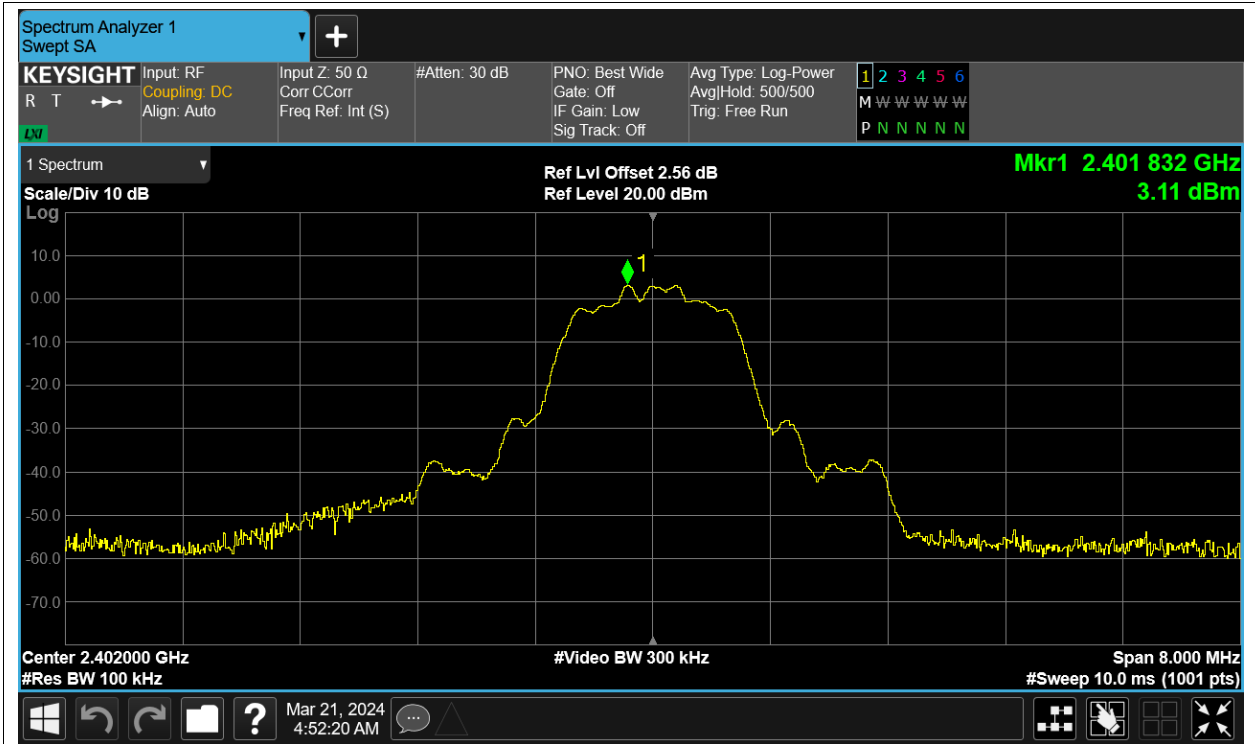 Spectrum Analyzer 1
Swept SA
KEYSIGHT
R T
LXI
Input: RF
Coupling: DC
Align: Auto
Input Z: 50 Ω
Corr CCorr
Freq Ref: Int (S)
#Atten: 30 dB
PNO: Best Wide
Gate: Off
IF Gain: Low
Sig Track: Off
Avg Type: Log-Power
Avg|Hold: 500/500
Trig: Free Run
1 2 3 4 5 6
M W W W W W
P N N N N N
1 Spectrum
Scale/Div 10 dB
Log
Ref Lvl Offset 2.56 dB
Ref Level 20.00 dBm
Mkr1 2.401 832 GHz
3.11 dBm
1
10.0
0.00
-10.0
-20.0
-30.0
-40.0
-50.0
-60.0
-70.0
Center 2.402000 GHz
#Res BW 100 kHz
#Video BW 300 kHz
Span 8.000 MHz
#Sweep 10.0 ms (1001 pts)
?
Mar 21, 2024
4:52:20 AM